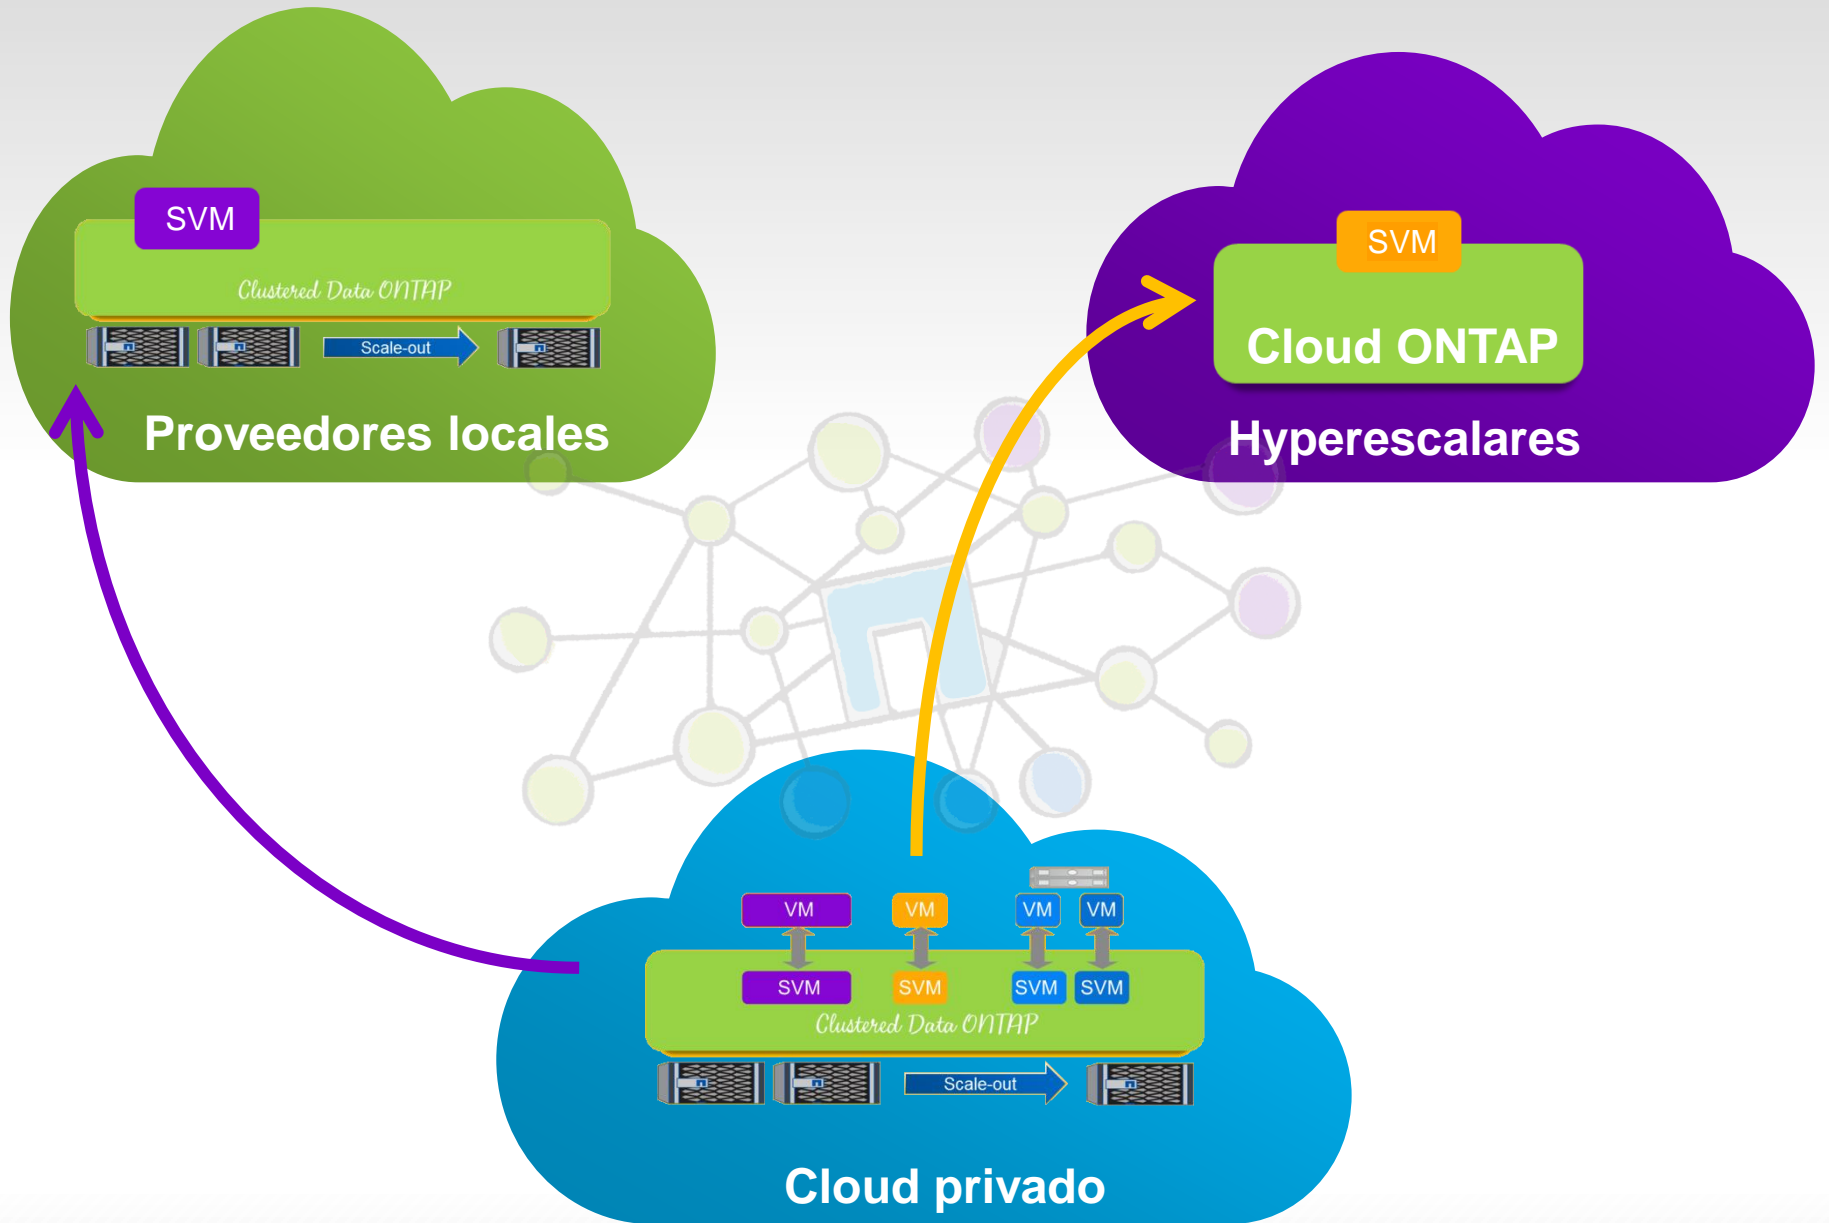 SVM
Clustered Data ONTAP
Scale-out
Proveedores locales
SVM
Cloud ONTAP
Hyperescalares
VM VM VM VM
SVM SVM SVM SVM
Clustered Data ONTAP
Scale-out
Cloud privado